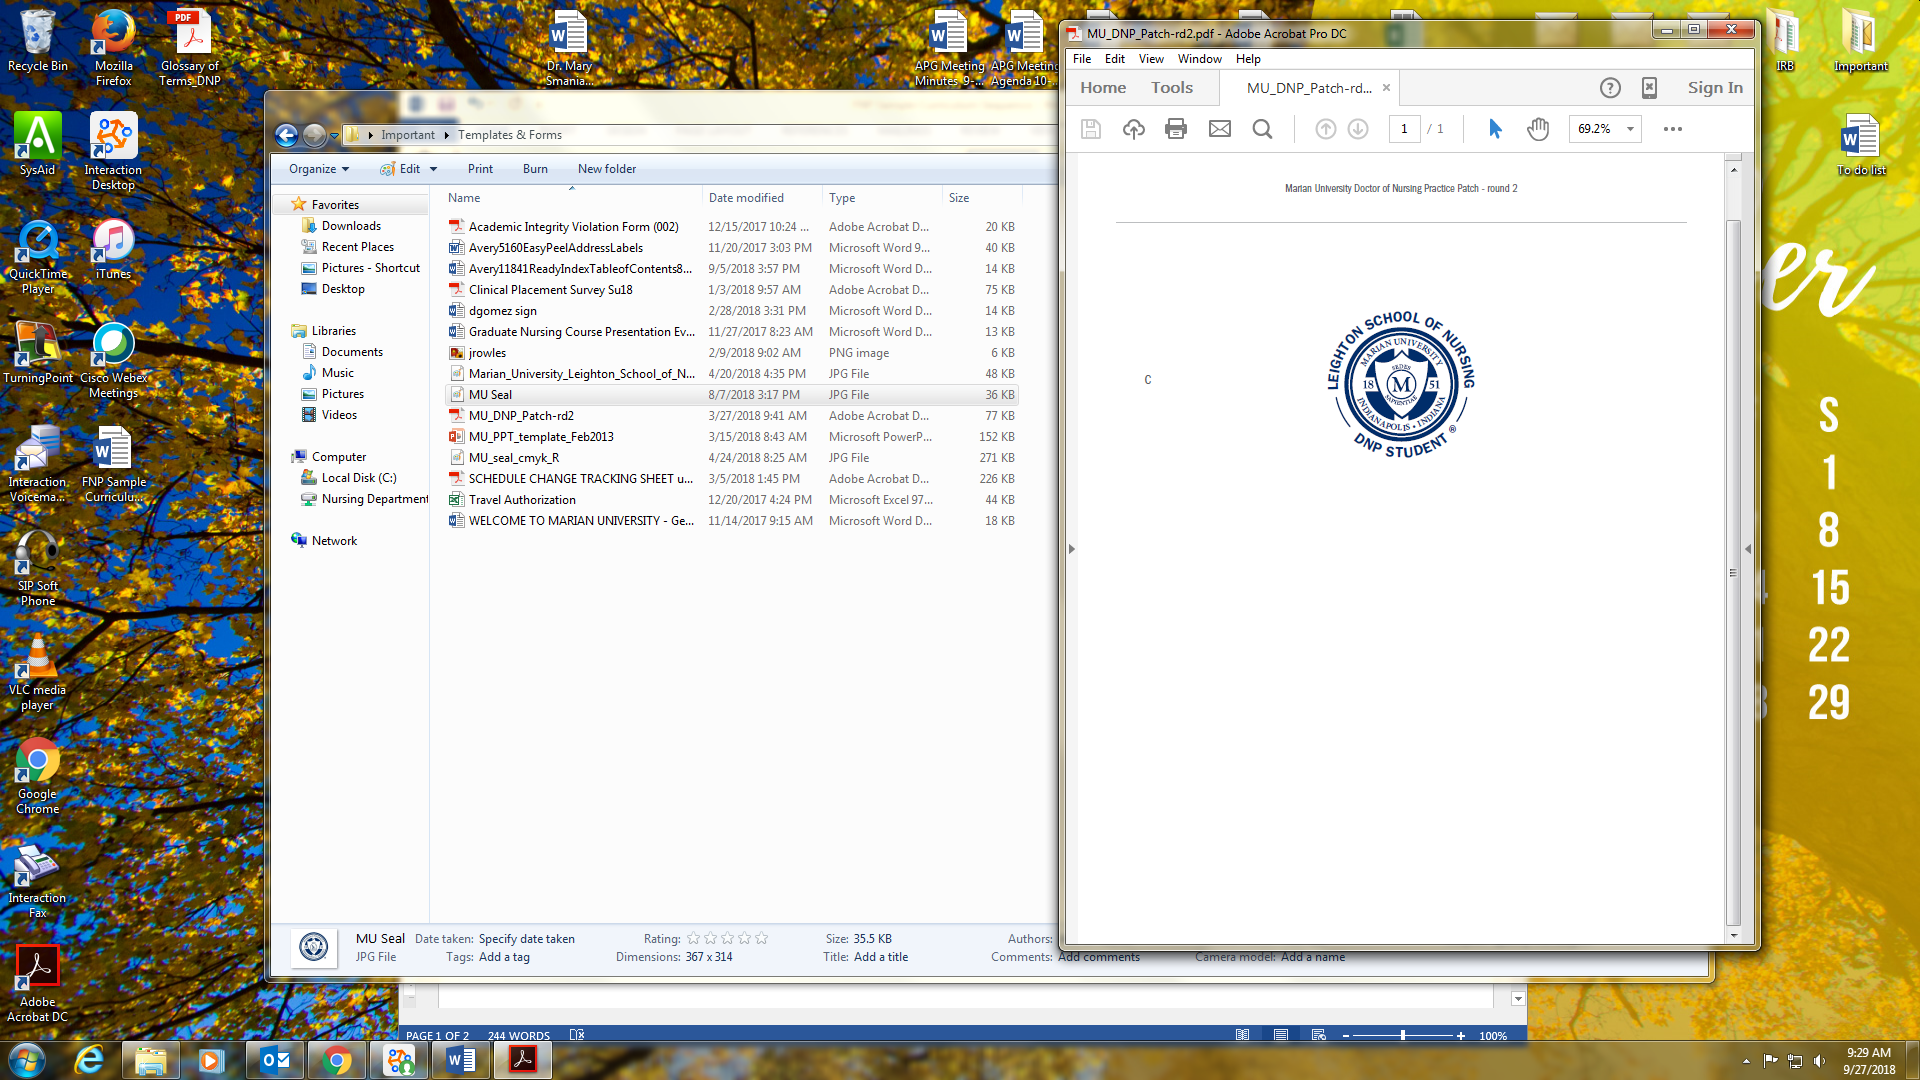 Recycle Bin
Mozilla Firefox
Glossary of Terms_DNP
Dr. Mary Smania...
APG Meeting Minutes 9-...
APG Meeting Agenda 10-...
IRB
Important
To do list
SysAid
Interaction Desktop
QuickTime Player
iTunes
TurningPoint
Cisco Webex Meetings
Interaction Voicema...
FNP Sample Curriculu...
SIP Soft Phone
VLC media player
Google Chrome
Interaction Fax
Adobe Acrobat DC
Important
Templates & Forms
Organize
Edit
Print
Burn
New folder
Favorites
Downloads
Recent Places
Pictures - Shortcut
Desktop
Libraries
Documents
Music
Pictures
Videos
Computer
Local Disk (C:)
Nursing Department
Network
Name Date modified Type Size
Academic Integrity Violation Form (002) 12/15/2017 10:24 ... Adobe Acrobat D... 20 KB
Avery5160EasyPeelAddressLabels 11/20/2017 3:03 PM Microsoft Word 9... 40 KB
Avery11841ReadyIndexTableofContents8... 9/5/2018 3:57 PM Microsoft Word D... 14 KB
Clinical Placement Survey Su18 1/3/2018 9:57 AM Adobe Acrobat D... 75 KB
dgomez sign 2/28/2018 3:31 PM Microsoft Word D... 14 KB
Graduate Nursing Course Presentation Ev... 11/27/2017 8:23 AM Microsoft Word D... 13 KB
jrowles 2/9/2018 9:02 AM PNG image 6 KB
Marian_University_Leighton_School_of_N... 4/20/2018 4:35 PM JPG File 48 KB
MU Seal 8/7/2018 3:17 PM JPG File 36 KB
MU_DNP_Patch-rd2 3/27/2018 9:41 AM Adobe Acrobat D... 77 KB
MU_PPT_template_Feb2013 3/15/2018 8:43 AM Microsoft PowerP... 152 KB
MU_seal_cmyk_R 4/24/2018 8:25 AM JPG File 271 KB
SCHEDULE CHANGE TRACKING SHEET u... 3/5/2018 1:45 PM Adobe Acrobat D... 226 KB
Travel Authorization 12/20/2017 4:24 PM Microsoft Excel 97... 44 KB
WELCOME TO MARIAN UNIVERSITY - Ge... 11/14/2017 9:15 AM Microsoft Word D... 18 KB
MU Seal Date taken: Specify date taken Rating: Size: 35.5 KB Authors:
JPG File Tags: Add a tag Dimensions: 367 x 314 Title: Add a title Comments: Add comments Camera model: Add a name
MU_DNP_Patch-rd2.pdf - Adobe Acrobat Pro DC
File Edit View Window Help
Home Tools MU_DNP_Patch-rd... × Sign In
1 / 1 69.2%
Marian University Doctor of Nursing Practice Patch - round 2
C
LEIGHTON SCHOOL OF NURSING
MARIAN UNIVERSITY
SEDES
18 M 51
SAPIENTIAE
INDIANAPOLIS • INDIANA
DNP STUDENT ®
er
S
1
8
15
22
29
PAGE 1 OF 2 244 WORDS 100%
9:29 AM
9/27/2018